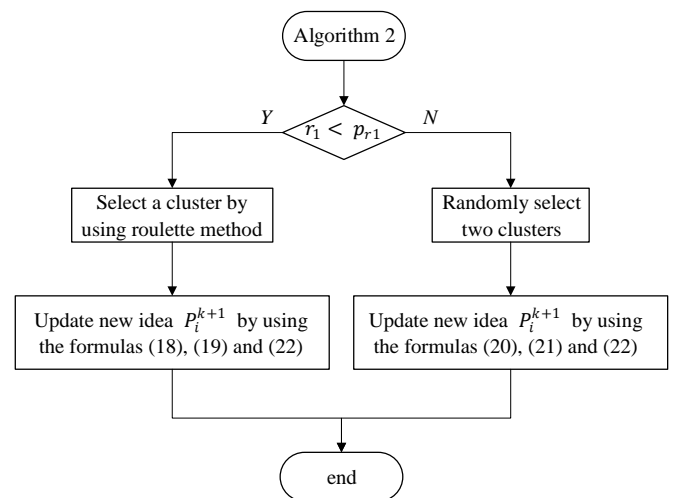 Algorithm 2
Y
r₁ < pᵣ₁
N
Select a cluster by
using roulette method
Randomly select
two clusters
Update new idea Pᵢᵏ⁺¹ by using
the formulas (18), (19) and (22)
Update new idea Pᵢᵏ⁺¹ by using
the formulas (20), (21) and (22)
end